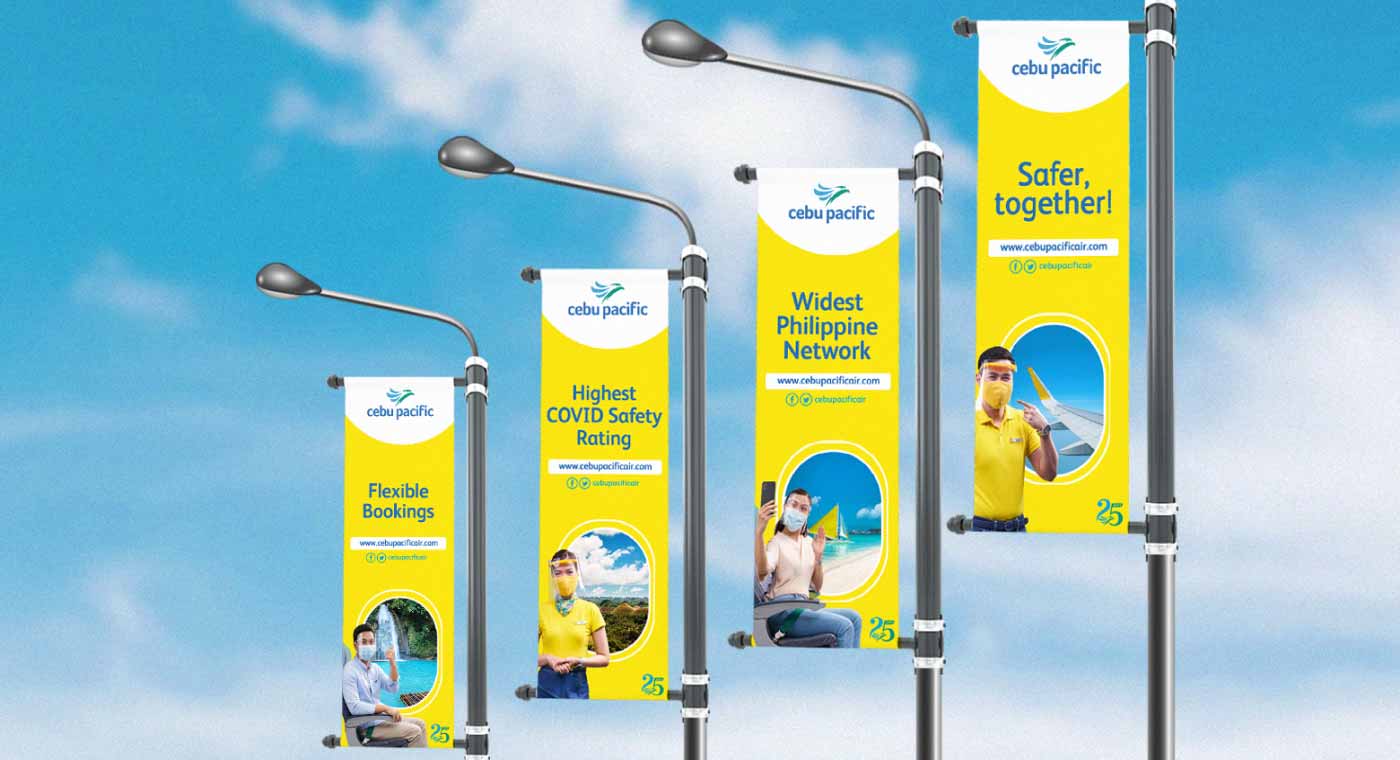 cebu pacific
Flexible
Bookings
www.cebupacificair.com
cebupacificair
25
cebu pacific
Highest
COVID Safety
Rating
www.cebupacificair.com
cebupacificair
25
cebu pacific
Widest
Philippine
Network
www.cebupacificair.com
cebupacificair
25
cebu pacific
Safer,
together!
www.cebupacificair.com
cebupacificair
25